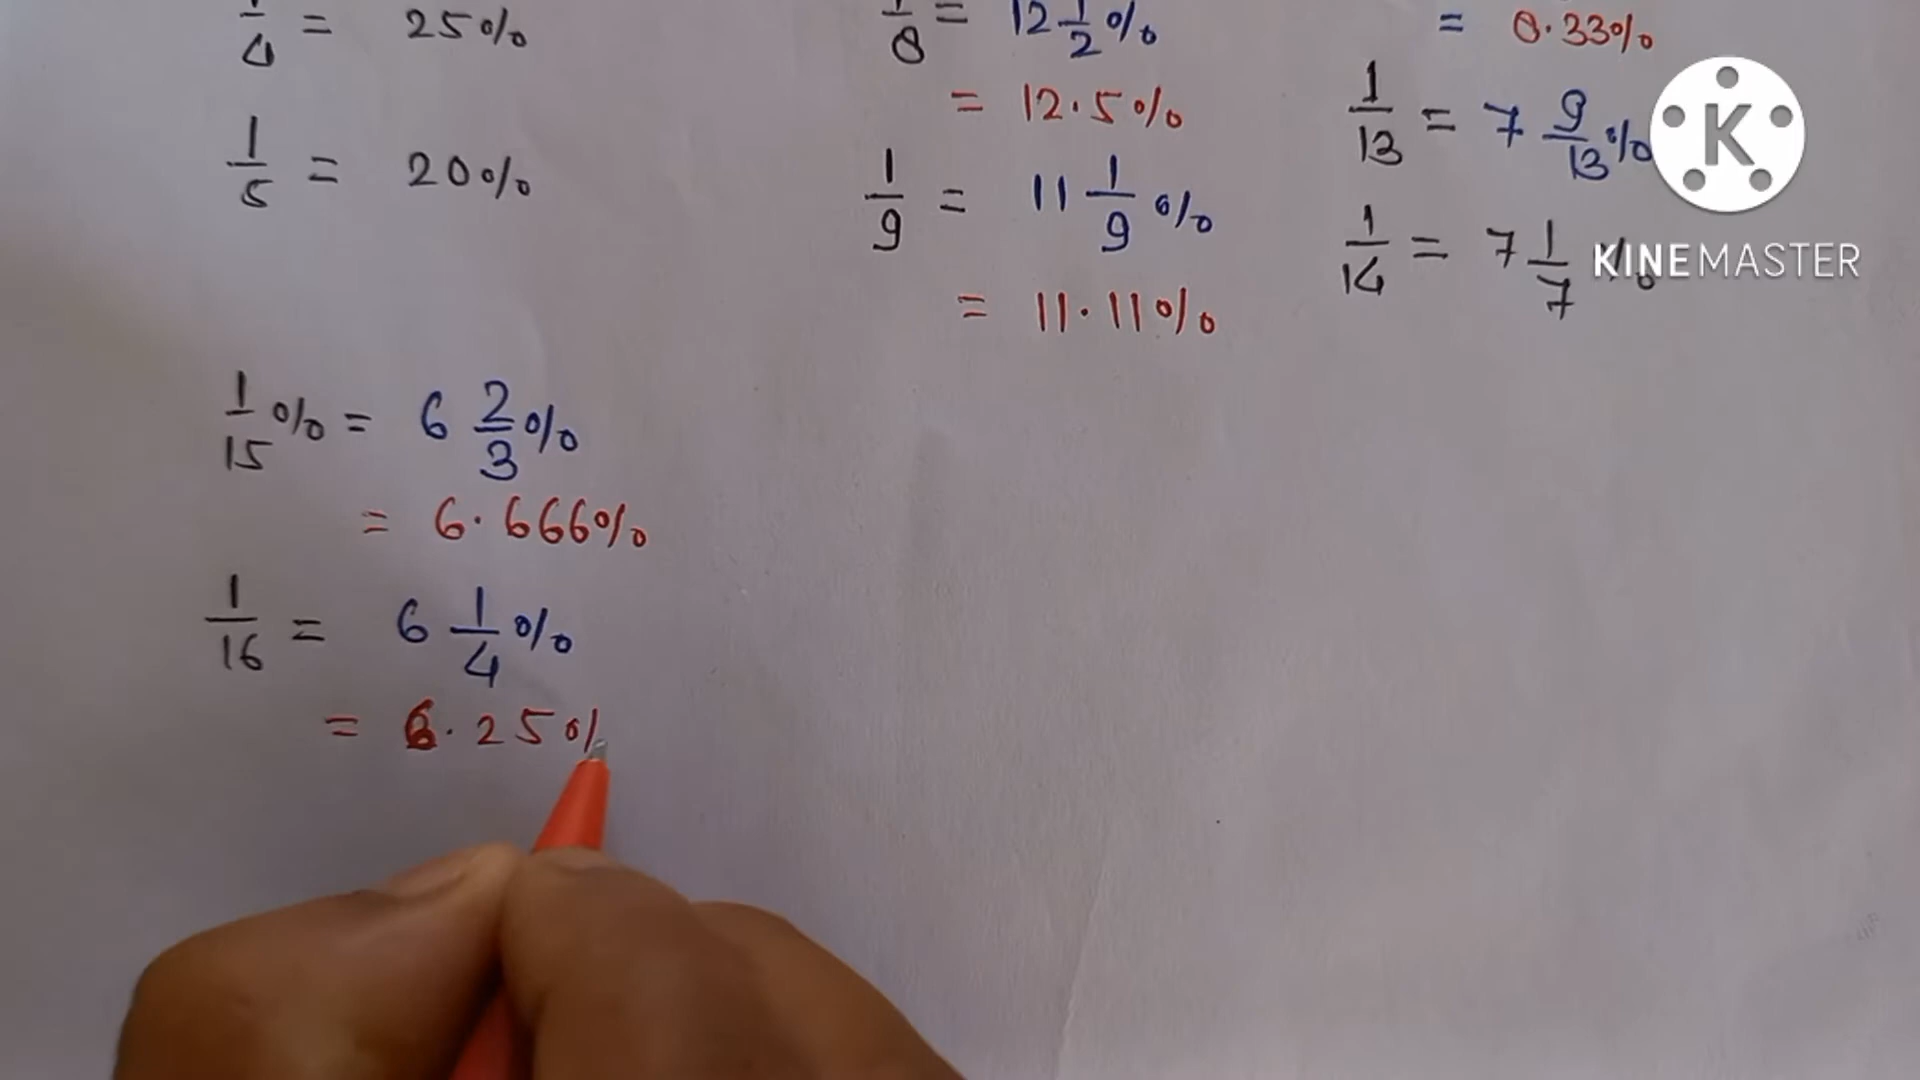 1/4 = 25%
1/5 = 20%
1/8 = 12 1/2 %
= 12.5%
1/9 = 11 1/9 %
= 11.11%
= 8.33%
1/13 = 7 9/13 %
1/14 = 7 1/7 %
KINEMASTER
1/15 % = 6 2/3 %
= 6.666%
1/16 = 6 1/4 %
= 6.25%